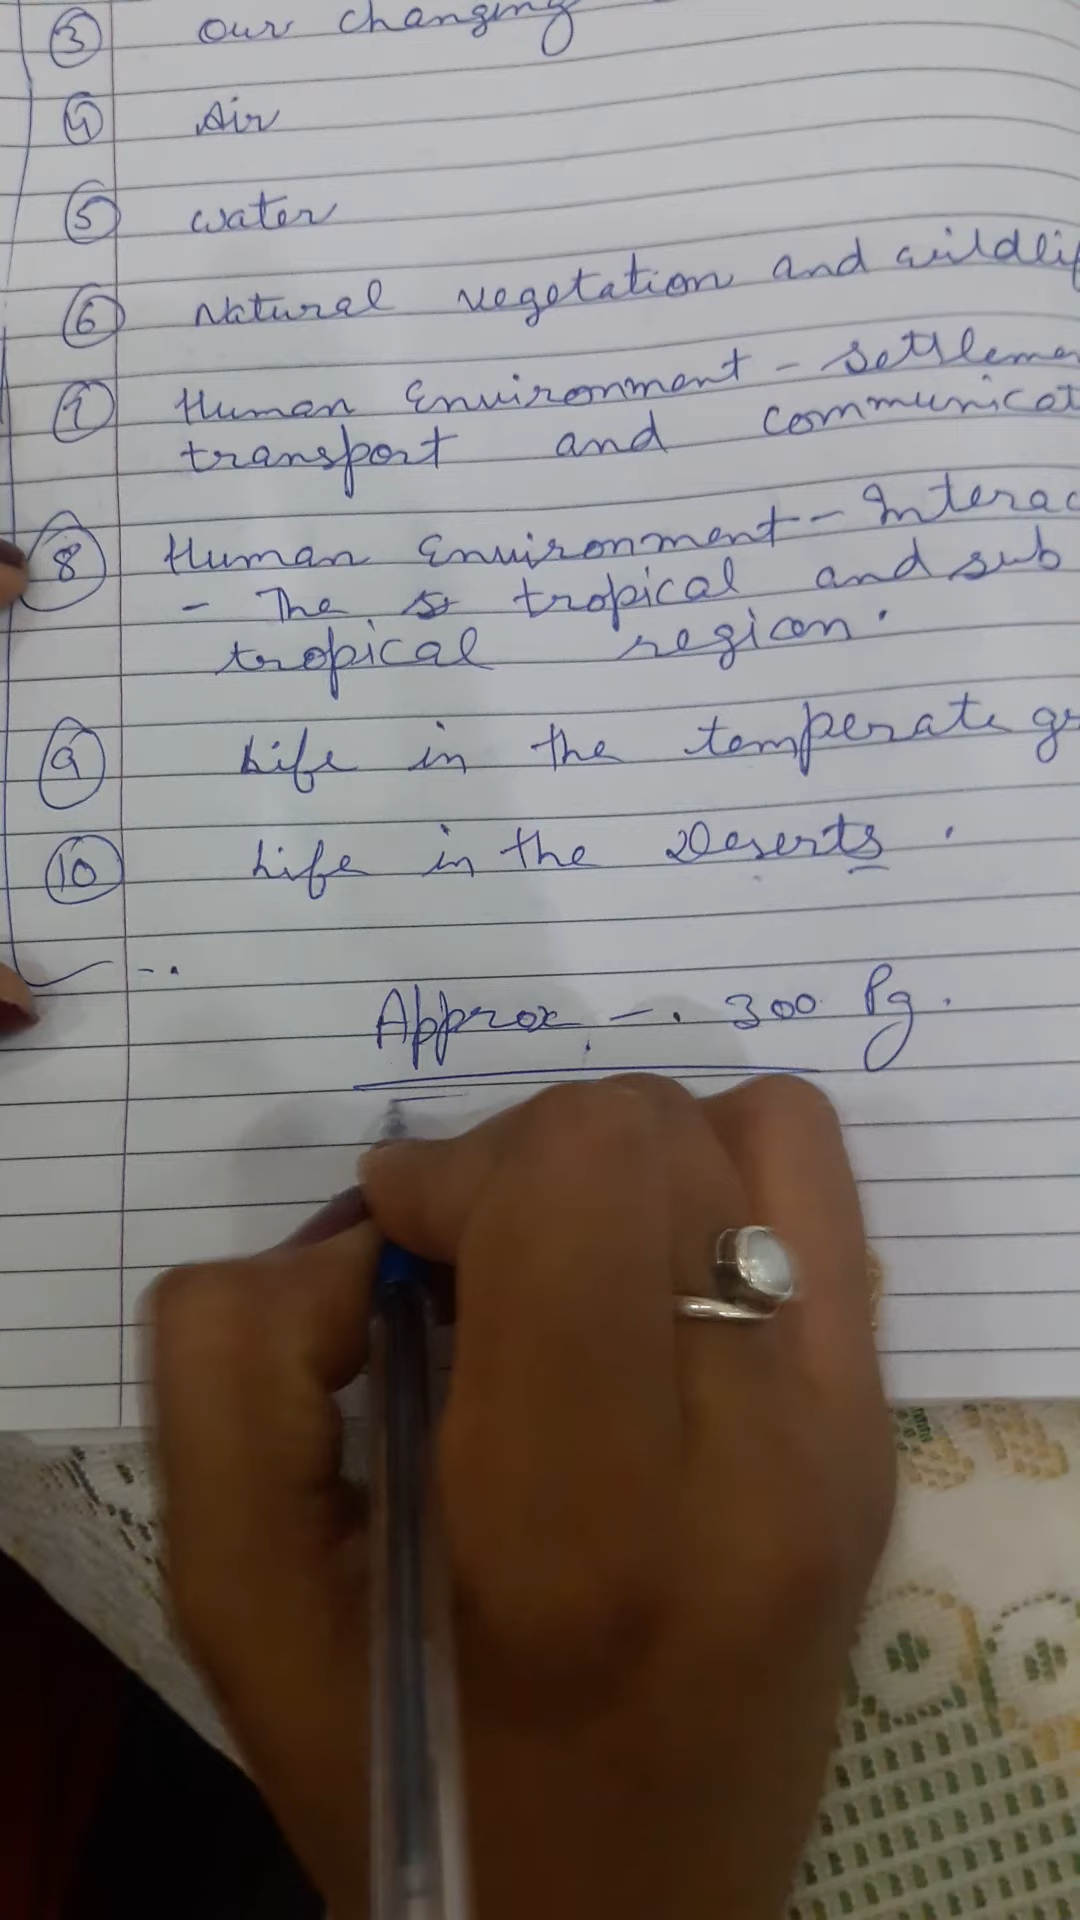 ③ Our changing
④ Air
⑤ Water
⑥ Natural vegetation and wildlif
⑦ Human Environment - Settlemen
transport and communicat
⑧ Human Environment - Interac
- The tropical and sub
tropical region.
⑨ Life in the temperate gr
⑩ Life in the Deserts.
Approx - 300 Pg.